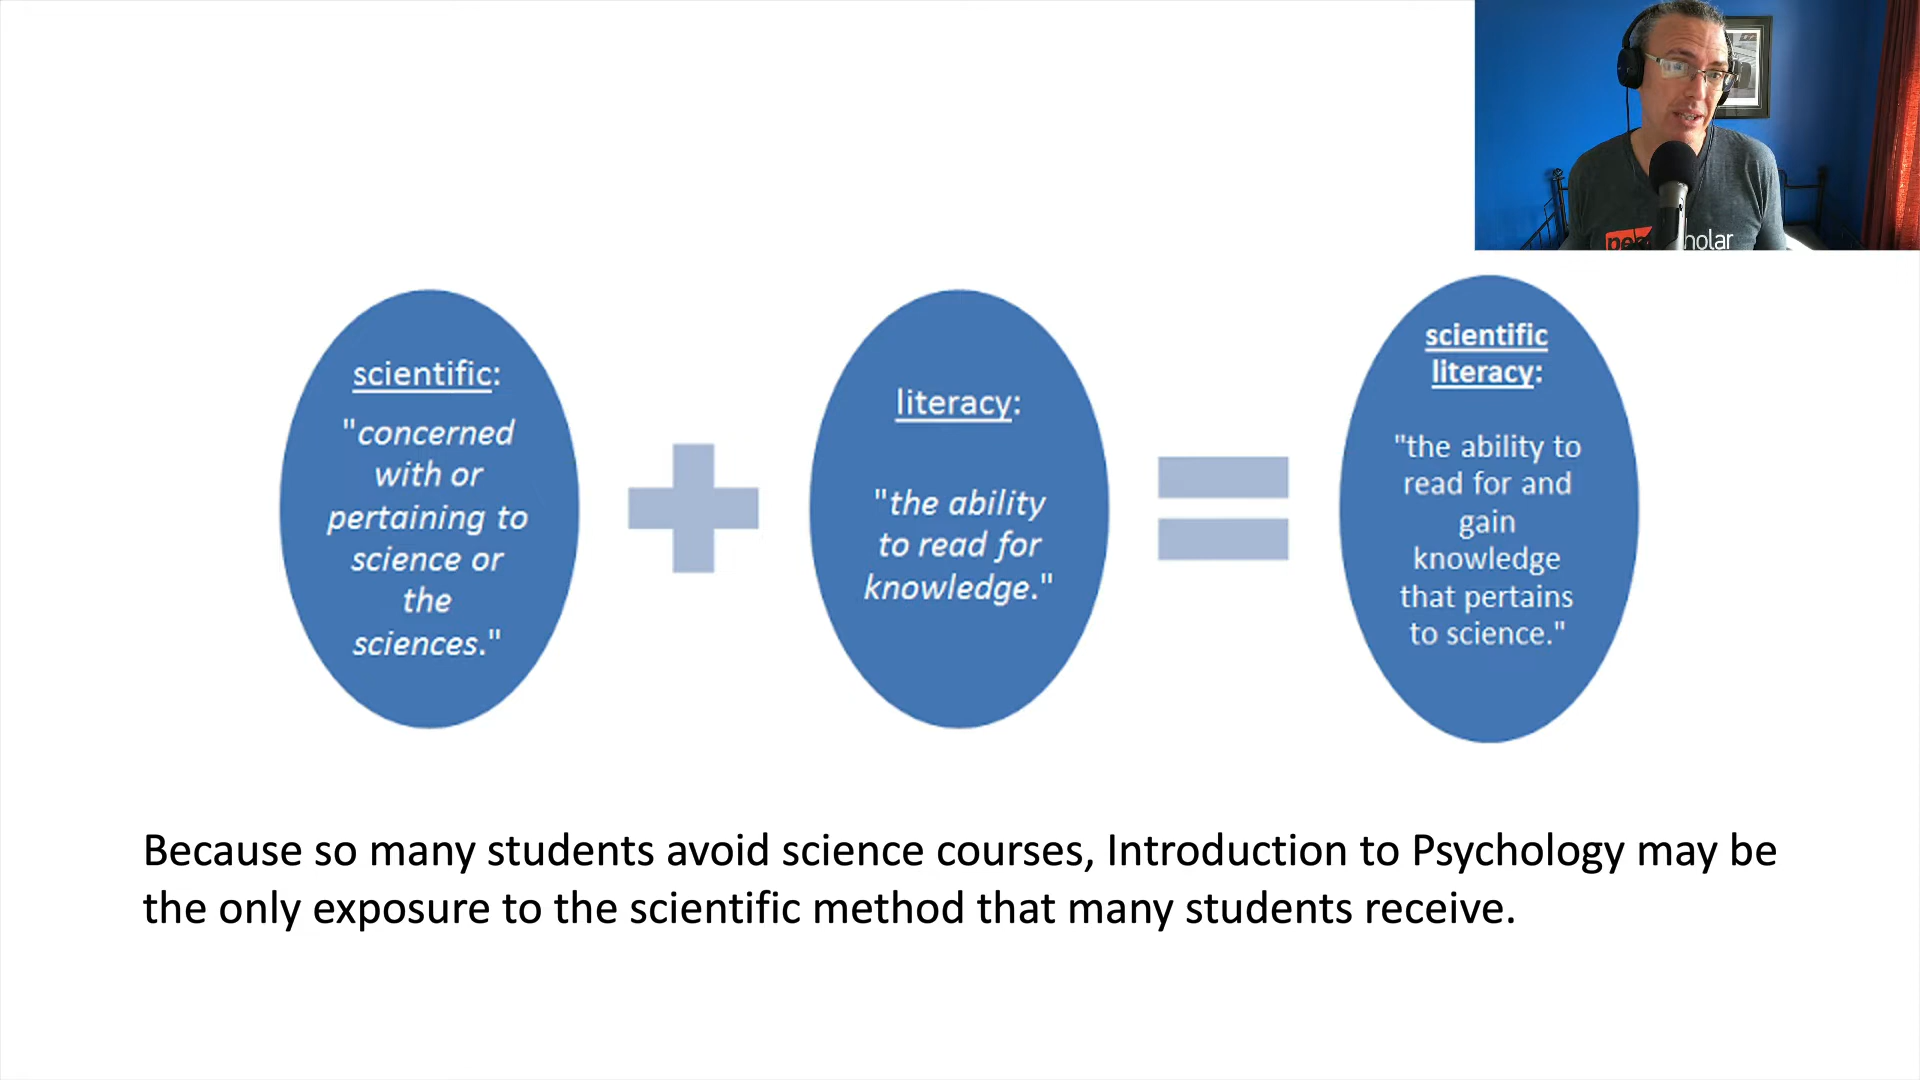 scientific:
"concerned
with or
pertaining to
science or
the
sciences."
literacy:
"the ability
to read for
knowledge."
scientific
literacy:
"the ability to
read for and
gain
knowledge
that pertains
to science."
Because so many students avoid science courses, Introduction to Psychology may be
the only exposure to the scientific method that many students receive.